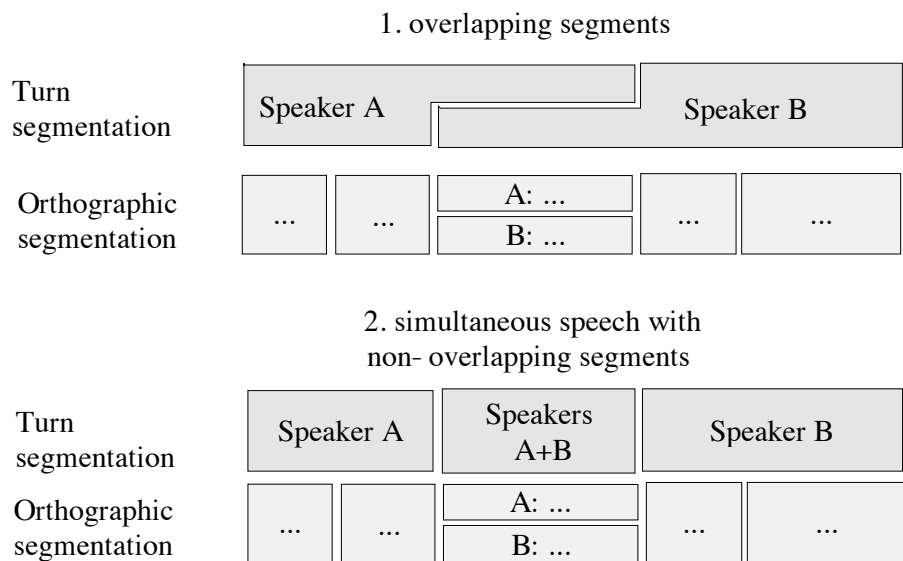 1. overlapping segments
Turn
segmentation
Speaker A
Speaker B
Orthographic
segmentation
...
...
A: ...
B: ...
...
...
2. simultaneous speech with
non- overlapping segments
Turn
segmentation
Speaker A
Speakers
A+B
Speaker B
Orthographic
segmentation
...
...
A: ...
B: ...
...
...